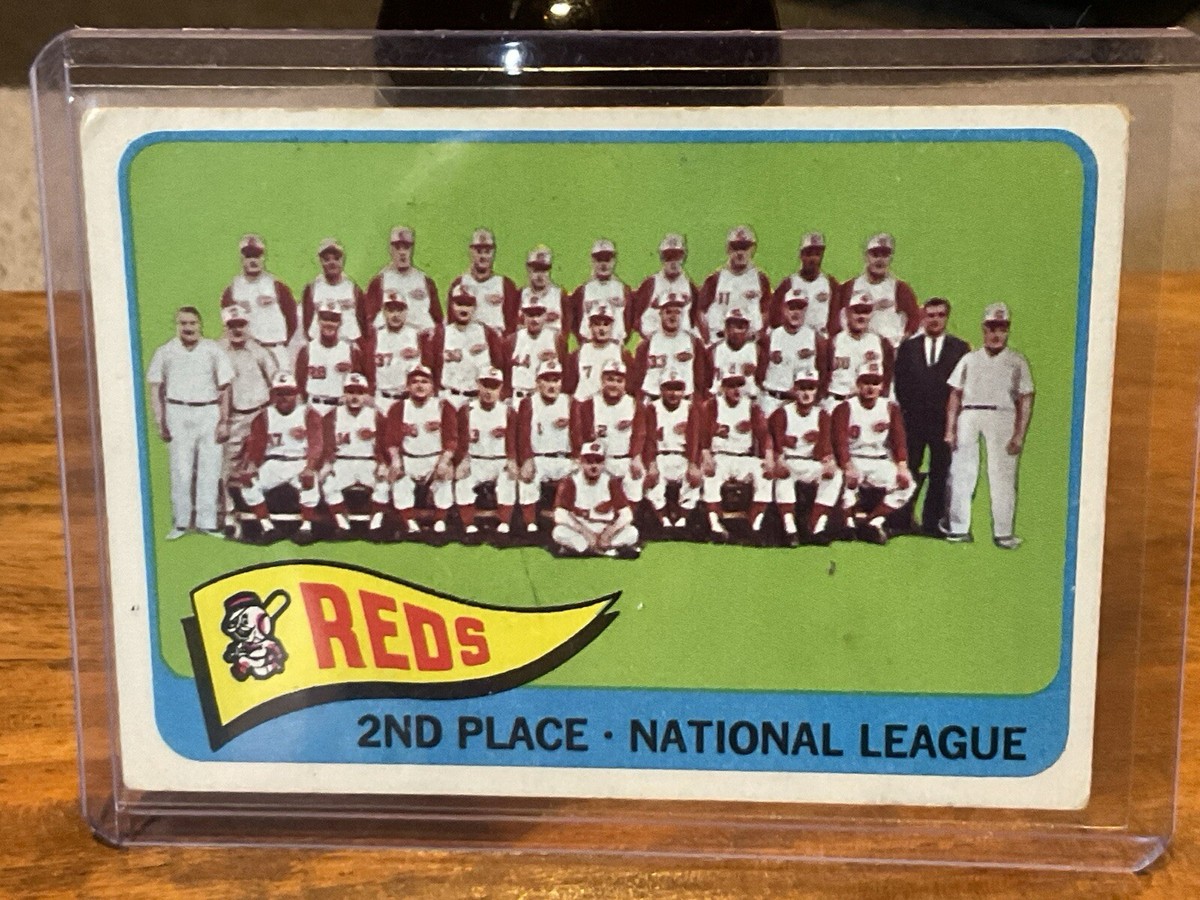 REDS
2ND PLACE · NATIONAL LEAGUE